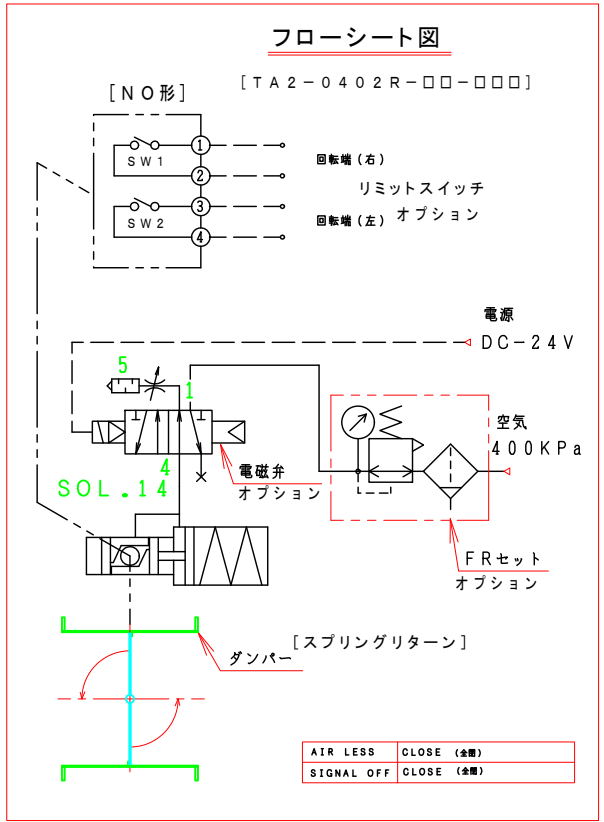 フローシート図
[TA2-0402R-□□-□□□]
[NO形]
SW1
1
2
回転端(右)
リミットスイッチ
オプション
SW2
3
4
回転端(左)
電源
DC-24V
5
1
空気
400KPa
4
SOL.14
電磁弁
オプション
FRセット
オプション
[スプリングリターン]
ダンパー
AIR LESS CLOSE (全閉)
SIGNAL OFF CLOSE (全閉)